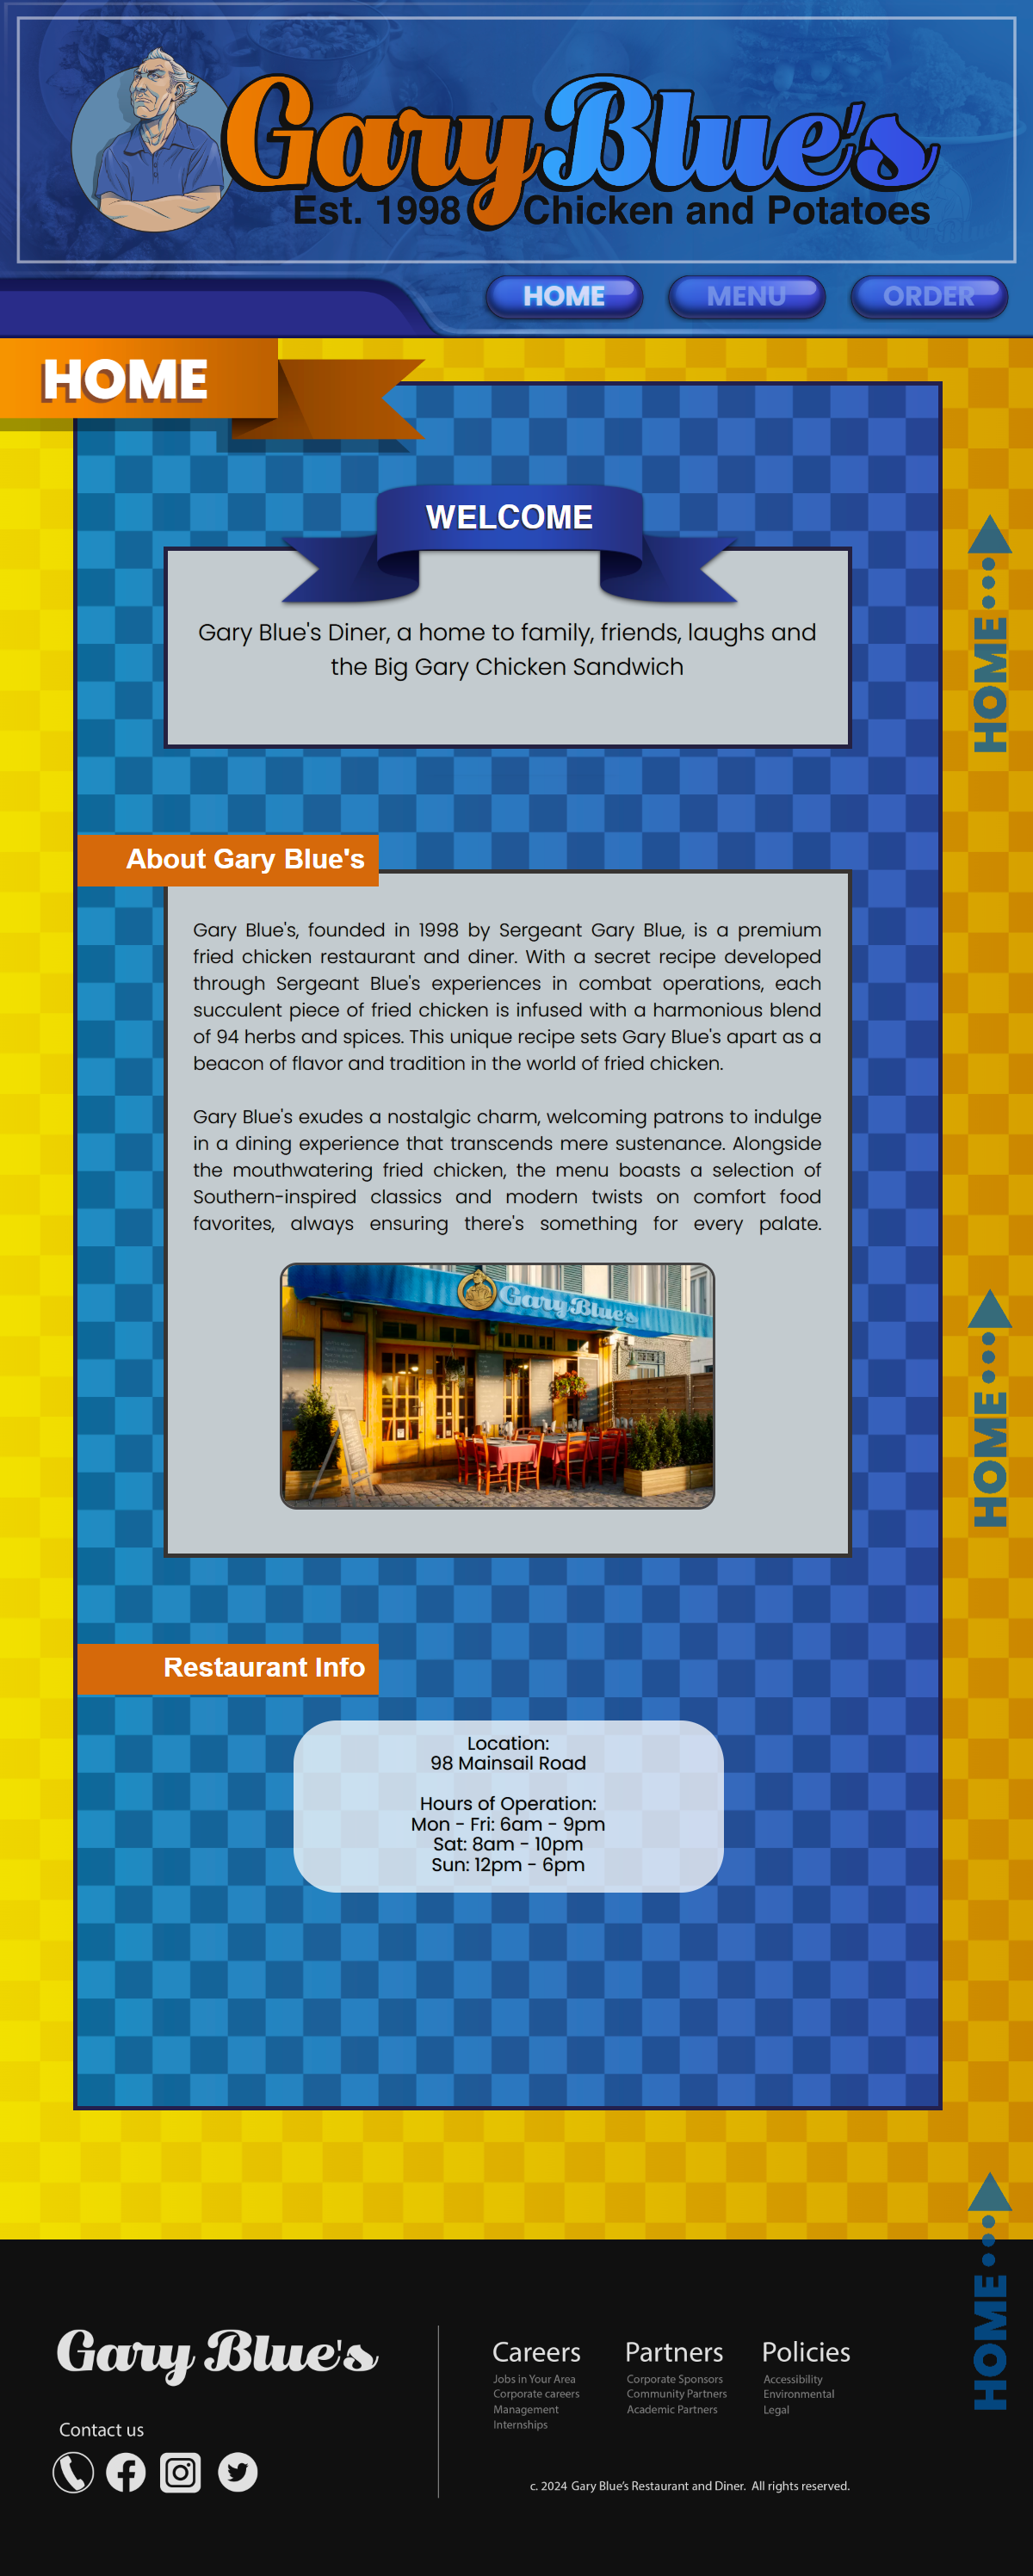 Gary Blue's
Est. 1998 Chicken and Potatoes
HOME
MENU
ORDER
HOME
WELCOME
Gary Blue's Diner, a home to family, friends, laughs and
the Big Gary Chicken Sandwich
HOME
About Gary Blue's
Gary Blue's, founded in 1998 by Sergeant Gary Blue, is a premium
fried chicken restaurant and diner. With a secret recipe developed
through Sergeant Blue's experiences in combat operations, each
succulent piece of fried chicken is infused with a harmonious blend
of 94 herbs and spices. This unique recipe sets Gary Blue's apart as a
beacon of flavor and tradition in the world of fried chicken.
Gary Blue's exudes a nostalgic charm, welcoming patrons to indulge
in a dining experience that transcends mere sustenance. Alongside
the mouthwatering fried chicken, the menu boasts a selection of
Southern-inspired classics and modern twists on comfort food
favorites, always ensuring there's something for every palate.
Gary Blue's
HOME
Restaurant Info
Location:
98 Mainsail Road
Hours of Operation:
Mon - Fri: 6am - 9pm
Sat: 8am - 10pm
Sun: 12pm - 6pm
HOME
Gary Blue's
Contact us
Careers
Jobs in Your Area
Corporate careers
Management
Internships
Partners
Corporate Sponsors
Community Partners
Academic Partners
Policies
Accessibility
Environmental
Legal
c. 2024 Gary Blue's Restaurant and Diner. All rights reserved.